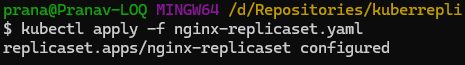 prana@Pranav-LOQ MINGW64 /d/Repositories/kuberrepli
$ kubectl apply -f nginx-replicaset.yaml
replicaset.apps/nginx-replicaset configured